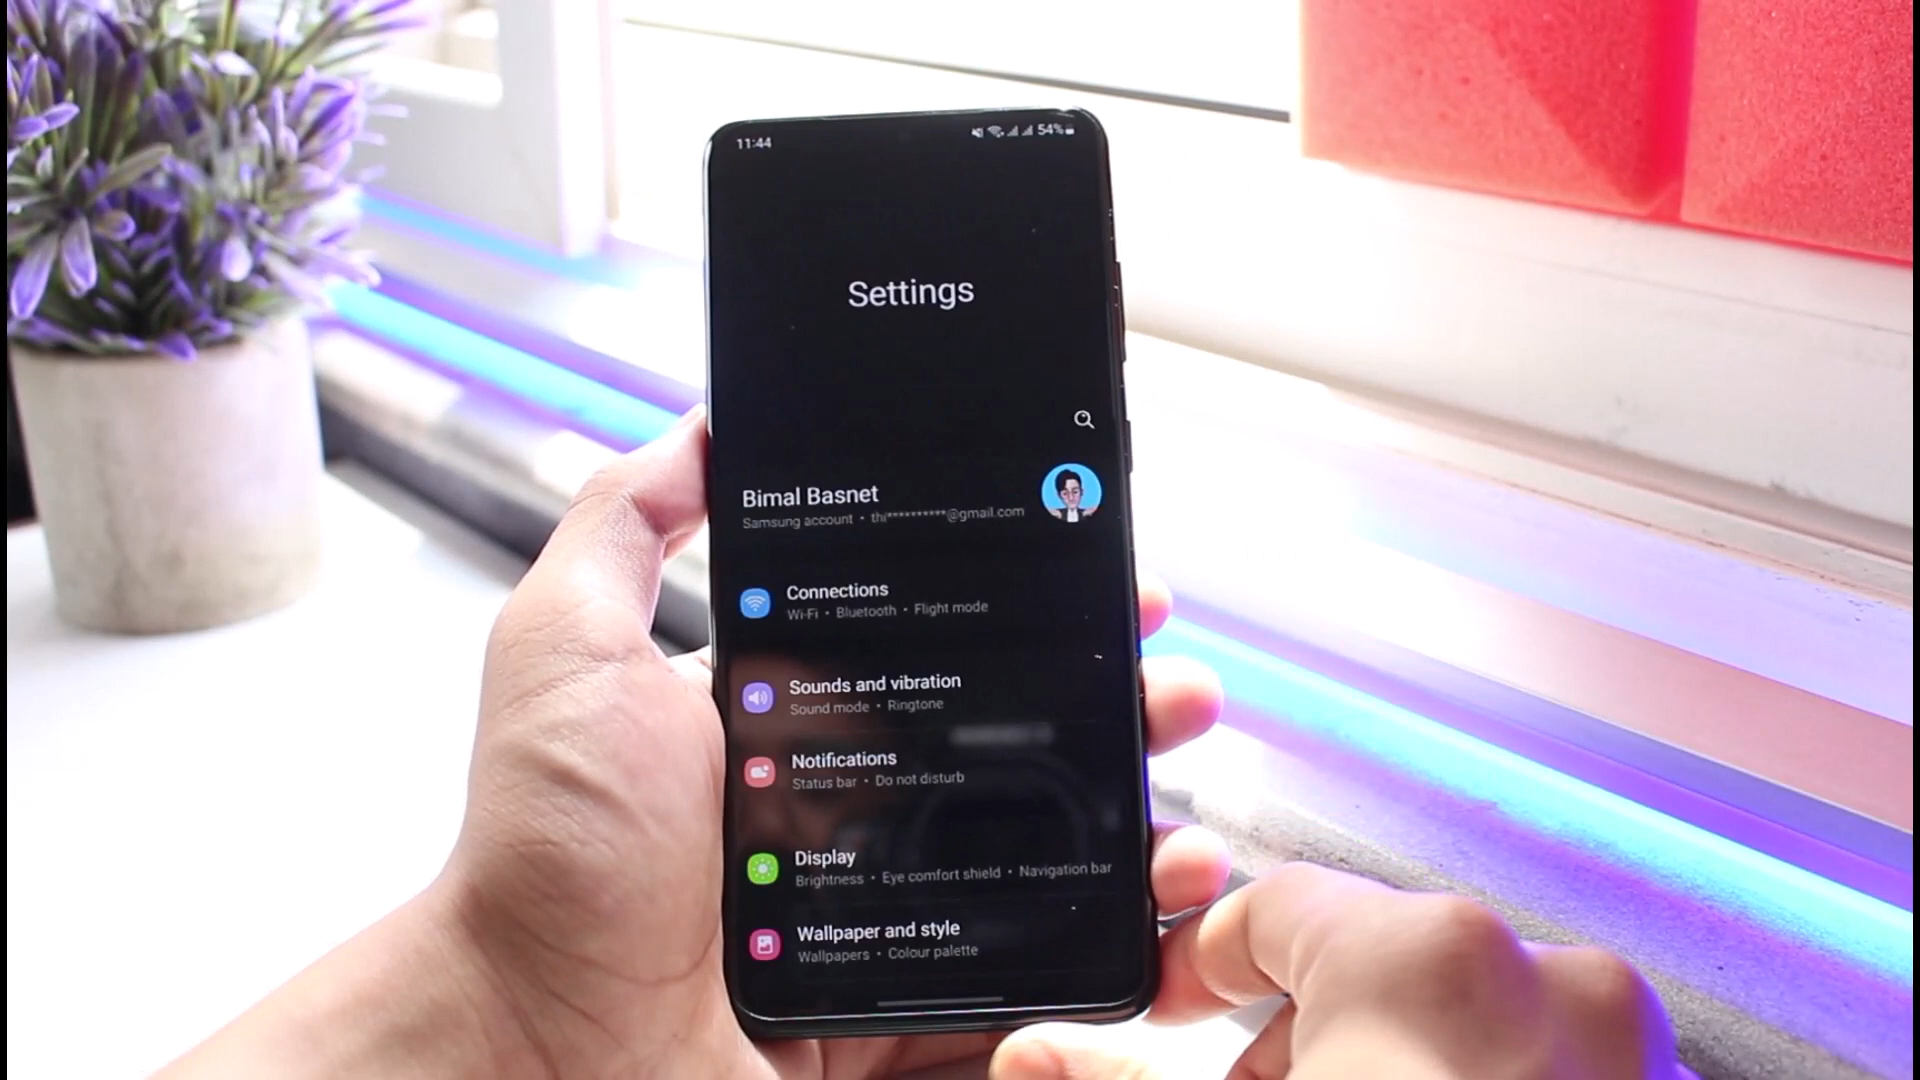 11:44 54%
Settings
Bimal Basnet
Samsung account • thi**********@gmail.com
Connections
Wi-Fi • Bluetooth • Flight mode
Sounds and vibration
Sound mode • Ringtone
Notifications
Status bar • Do not disturb
Display
Brightness • Eye comfort shield • Navigation bar
Wallpaper and style
Wallpapers • Colour palette